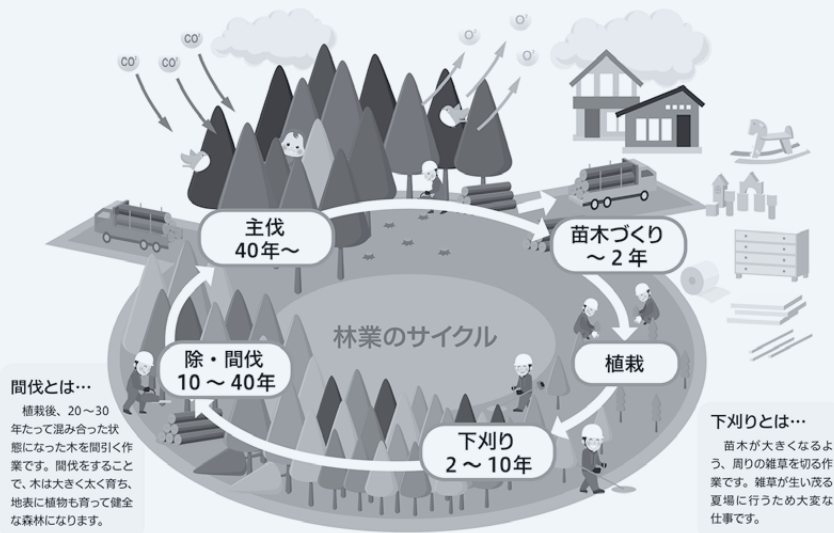 CO²
CO²
CO²
O²
O²
O²
主伐
40年〜
苗木づくり
〜2年
植栽
下刈り
2〜10年
除・間伐
10〜40年
林業のサイクル
間伐とは…
植栽後、20〜30
年たって混み合った状
態になった木を間引く作
業です。間伐をすること
で、木は大きく太く育ち、
地表に植物も育って健全
な森林になります。
下刈りとは…
苗木が大きくなるよ
う、周りの雑草を切る作
業です。雑草が生い茂る
夏場に行うため大変な
仕事です。